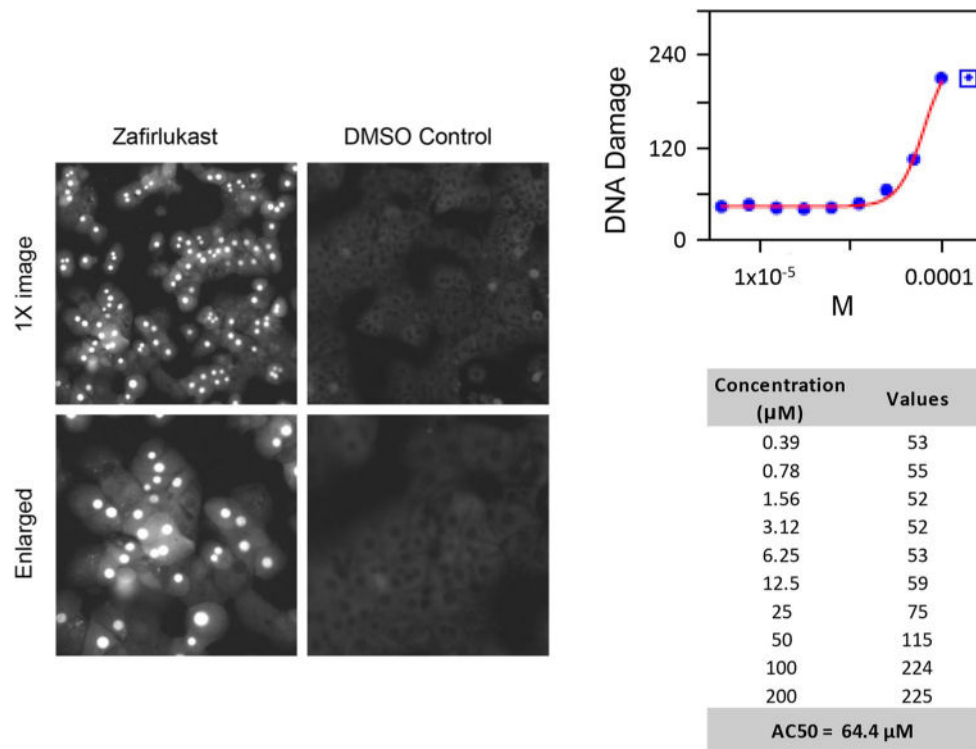 Zafirlukast
DMSO Control
1X image
Enlarged
DNA Damage
240
120
0
1x10⁻⁵
0.0001
M
Concentration (µM)
Values
0.39 53
0.78 55
1.56 52
3.12 52
6.25 53
12.5 59
25 75
50 115
100 224
200 225
AC50 = 64.4 µM